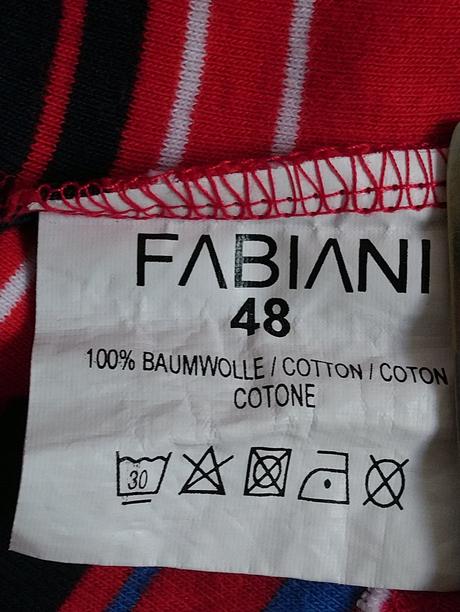 FABIANI
48
100% BAUMWOLLE / COTTON / COTON
COTONE
30